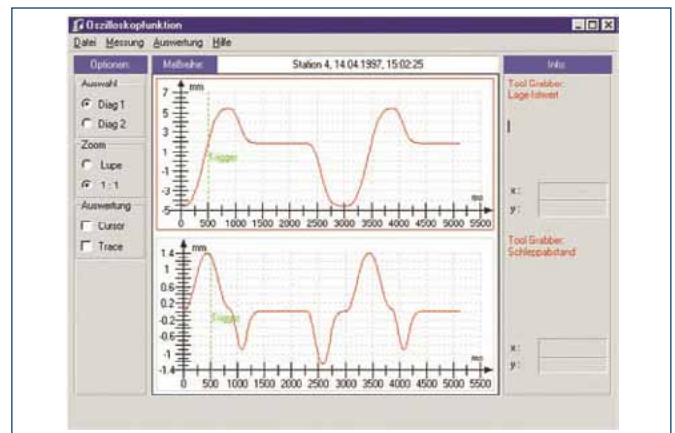 Oszilloskopfunktion
Datei Messung Auswertung Hilfe
Optionen:
Meßreihe:
Station 4, 14.04.1997, 15:02:25
Info:
Auswahl
Diag 1
Diag 2
Zoom
Lupe
1 : 1
Auswertung
Cursor
Trace
mm
7
5
3
1
-1
-3
-5
Trigger
ms
0 500 1000 1500 2000 2500 3000 3500 4000 4500 5000 5500
mm
1.4
1
0.6
0.2
-0.2
-0.6
-1
-1.4
Trigger
ms
0 500 1000 1500 2000 2500 3000 3500 4000 4500 5000 5500
Tool Grabber:
Lage-Istwert
x:
y:
Tool Grabber:
Schleppabstand
x:
y: